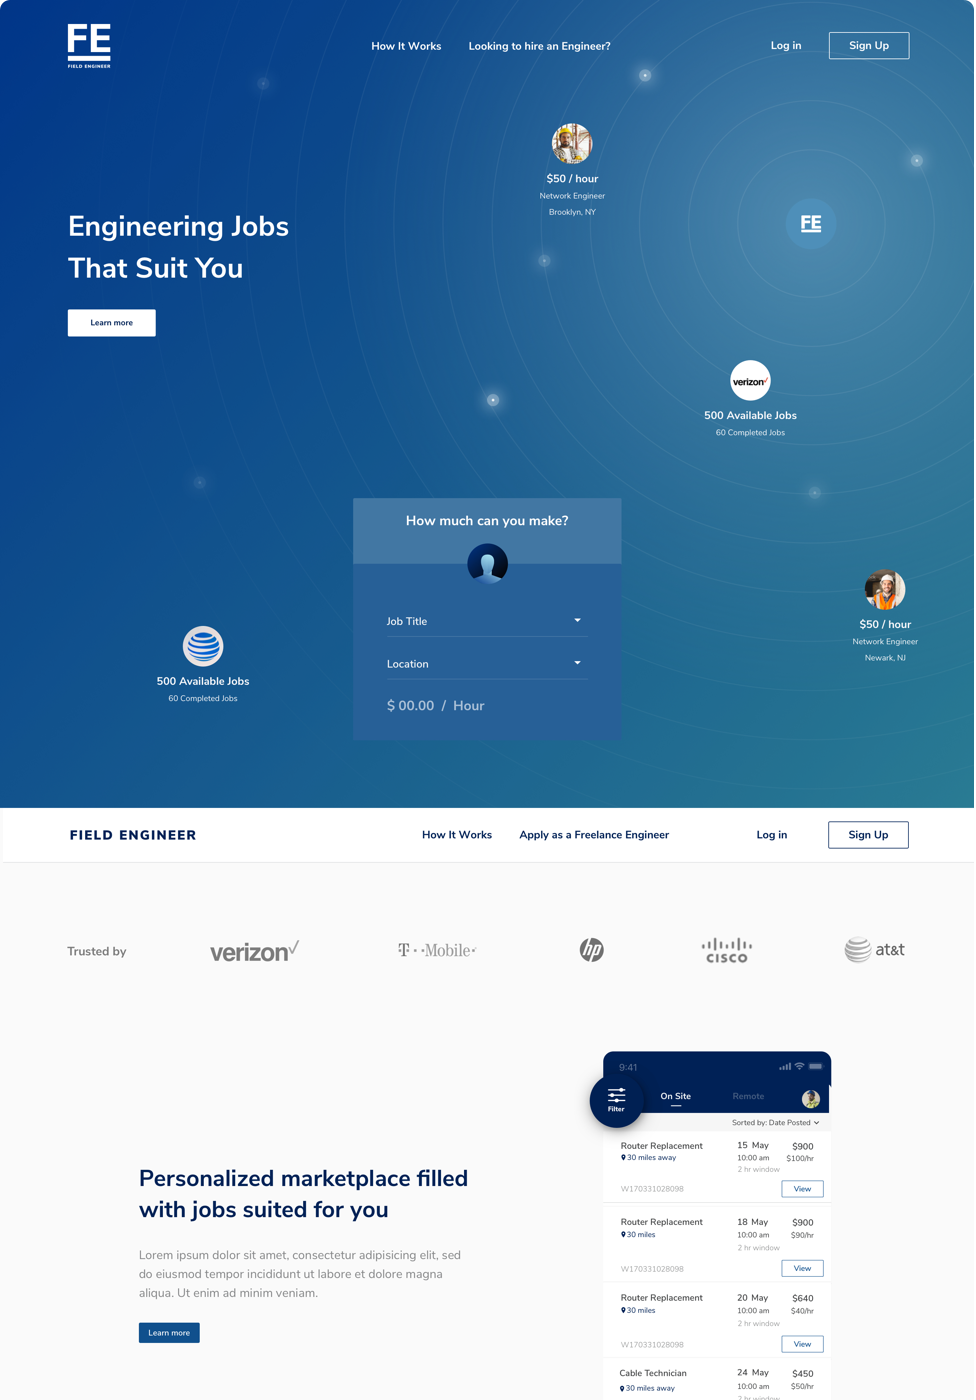 FE
FIELD ENGINEER
How It Works
Looking to hire an Engineer?
Log in
Sign Up
$50 / hour
Network Engineer
Brooklyn, NY
FE
Engineering Jobs
That Suit You
Learn more
verizon
500 Available Jobs
60 Completed Jobs
How much can you make?
Job Title
Location
$ 00.00 / Hour
$50 / hour
Network Engineer
Newark, NJ
500 Available Jobs
60 Completed Jobs
FIELD ENGINEER
How It Works
Apply as a Freelance Engineer
Log in
Sign Up
Trusted by
verizon
T··Mobile·
hp
CISCO
at&t
Personalized marketplace filled
with jobs suited for you
Lorem ipsum dolor sit amet, consectetur adipisicing elit, sed
do eiusmod tempor incididunt ut labore et dolore magna
aliqua. Ut enim ad minim veniam.
Learn more
9:41
Filter
On Site
Remote
Sorted by: Date Posted
Router Replacement 15 May $900
30 miles away 10:00 am $100/hr
2 hr window
W170331028098 View
Router Replacement 18 May $900
30 miles 10:00 am $90/hr
2 hr window
W170331028098 View
Router Replacement 20 May $640
30 miles 10:00 am $40/hr
2 hr window
W170331028098 View
Cable Technician 24 May $450
30 miles away 10:00 am $50/hr
2 hr window